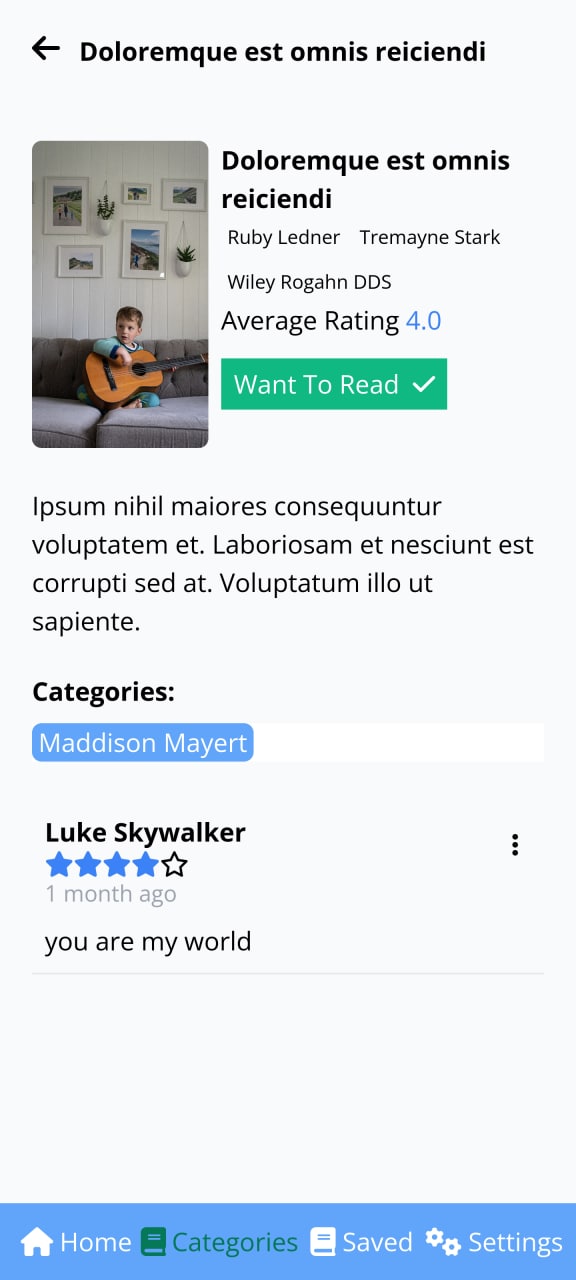 Doloremque est omnis reiciendi
Doloremque est omnis
reiciendi
Ruby Ledner Tremayne Stark
Wiley Rogahn DDS
Average Rating 4.0
Want To Read
Ipsum nihil maiores consequuntur
voluptatem et. Laboriosam et nesciunt est
corrupti sed at. Voluptatum illo ut
sapiente.
Categories:
Maddison Mayert
Luke Skywalker
1 month ago
you are my world
Home Categories Saved Settings